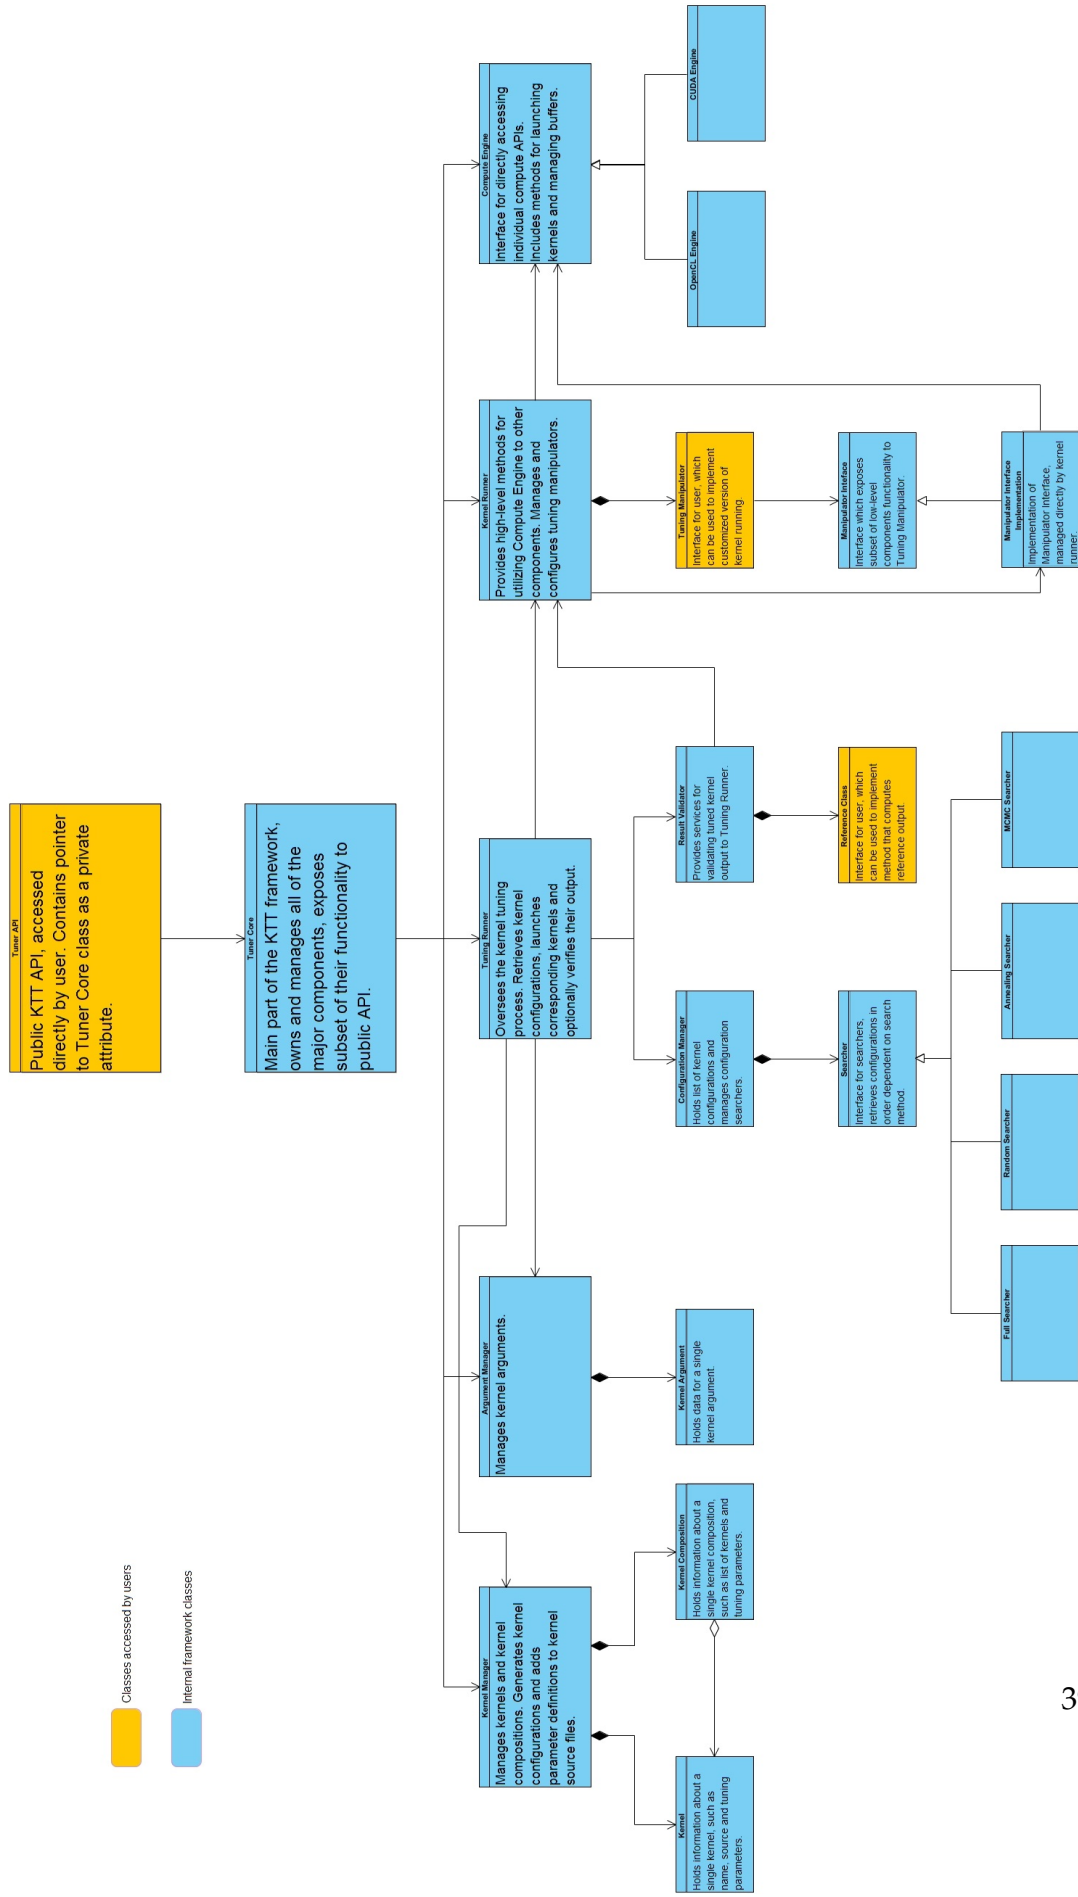 Classes accessed by users
Internal framework classes
Tuner API
Public KTT API, accessed
directly by user. Contains pointer
to Tuner Core class as a private
attribute.
Tuner Core
Main part of the KTT framework,
owns and manages all of the
major components, exposes
subset of their functionality to
public API.
Kernel Manager
Manages kernels and kernel
compositions. Generates kernel
configurations and adds
parameter definitions to kernel
source files.
Argument Manager
Manages kernel arguments.
Tuning Runner
Oversees the kernel tuning
process. Retrieves kernel
configurations, launches
corresponding kernels and
optionally verifies their output.
Kernel Runner
Provides high-level methods for
utilizing Compute Engine to other
components. Manages and
configures tuning manipulators.
Compute Engine
Interface for directly accessing
individual compute APIs.
Includes methods for launching
kernels and managing buffers.
Kernel
Holds information about a
single kernel, such as
name, source and tuning
parameters.
Kernel Composition
Holds information about a
single kernel composition,
such as list of kernels and
tuning parameters.
Kernel Argument
Holds data for a single
kernel argument.
Configuration Manager
Holds list of kernel
configurations and
manages configuration
searchers.
Result Validator
Provides services for
validating tuned kernel
output to Tuning Runner.
Tuning Manipulator
Interface for user, which
can be used to implement
customized version of
kernel running.
OpenCL Engine
CUDA Engine
Searcher
Interface for searchers,
retrieves configurations in
order dependent on search
method.
Reference Class
Interface for user, which
can be used to implement
method that computes
reference output.
Manipulator Inteface
Interface which exposes
subset of low-level
components functionality to
Tuning Manipulator.
Full Searcher
Random Searcher
Annealing Searcher
MCMC Searcher
Manipulator Interface
Implementation
Implementation of
Manipulator Interface,
managed directly by kernel
runner.
3